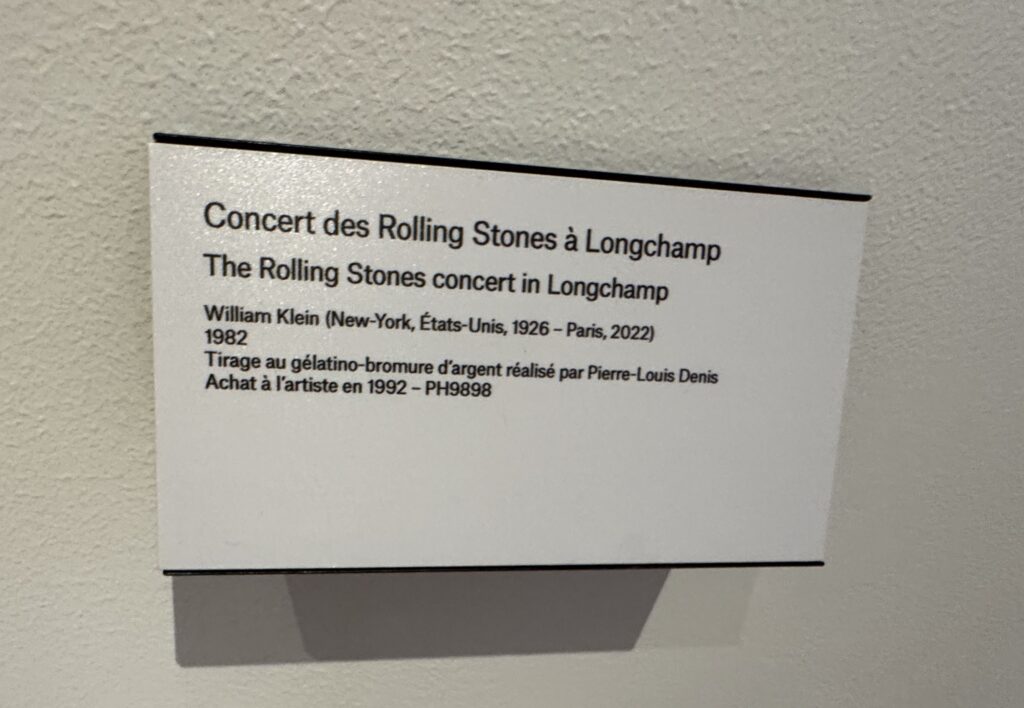 Concert des Rolling Stones à Longchamp
The Rolling Stones concert in Longchamp
William Klein (New-York, États-Unis, 1926 – Paris, 2022)
1982
Tirage au gélatino-bromure d'argent réalisé par Pierre-Louis Denis
Achat à l'artiste en 1992 – PH9898